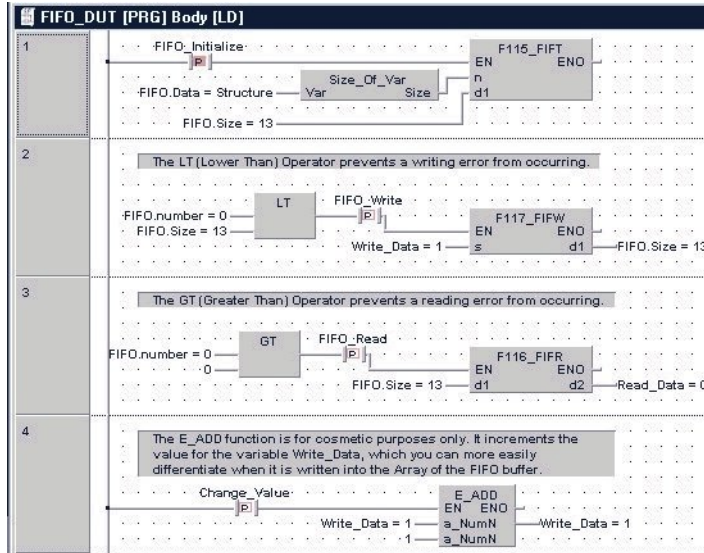 FIFO_DUT [PRG] Body [LD]
1
FIFO_Initialize
P
F115_FIFT
EN ENO
Size_Of_Var
n
FIFO.Data = Structure
Var Size
d1
FIFO.Size = 13
2
The LT (Lower Than) Operator prevents a writing error from occurring.
LT
FIFO_Write
P
FIFO.number = 0
F117_FIFW
FIFO.Size = 13
EN ENO
Write_Data = 1
s d1
FIFO.Size = 13
3
The GT (Greater Than) Operator prevents a reading error from occurring.
GT
FIFO_Read
P
FIFO.number = 0
F116_FIFR
0
EN ENO
FIFO.Size = 13
d1 d2
Read_Data = 0
4
The E_ADD function is for cosmetic purposes only. It increments the
value for the variable Write_Data, which you can more easily
differentiate when it is written into the Array of the FIFO buffer.
Change_Value
P
E_ADD
EN ENO
Write_Data = 1
a_NumN
Write_Data = 1
1
a_NumN